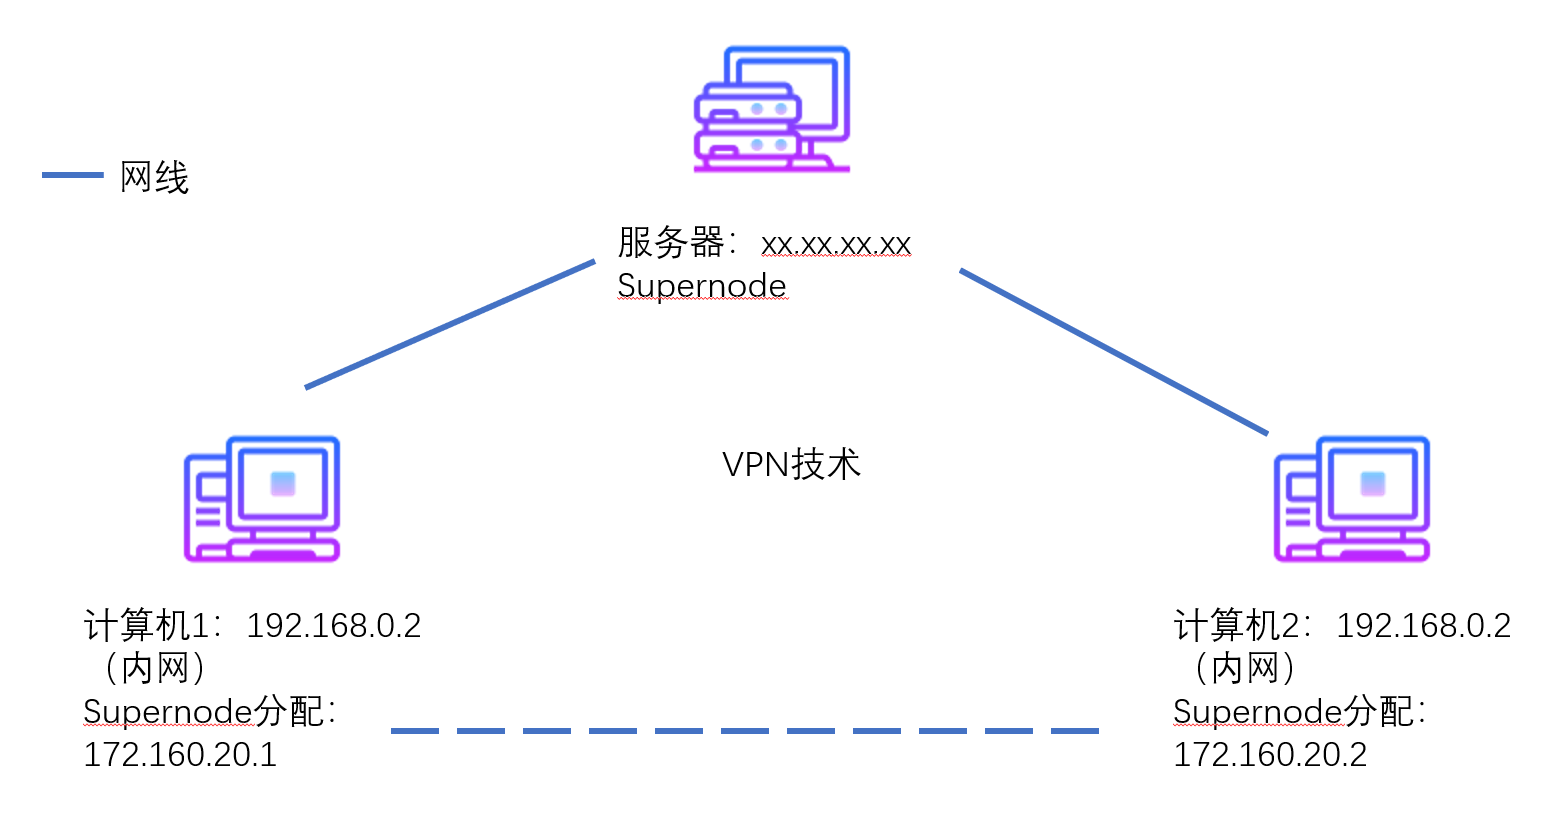 网线
服务器：xx.xx.xx.xx
Supernode
VPN技术
计算机1：192.168.0.2
（内网）
Supernode分配：
172.160.20.1
计算机2：192.168.0.2
（内网）
Supernode分配：
172.160.20.2